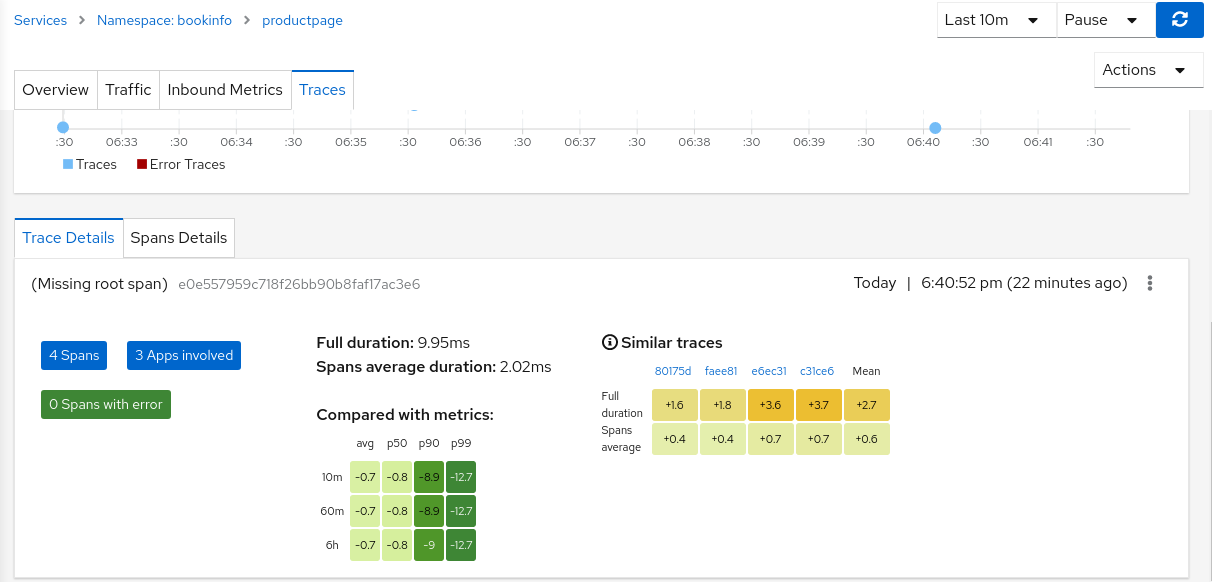 Services > Namespace: bookinfo > productpage
Last 10m
Pause
Actions
Overview
Traffic
Inbound Metrics
Traces
:30 06:33 :30 06:34 :30 06:35 :30 06:36 :30 06:37 :30 06:38 :30 06:39 :30 06:40 :30 06:41 :30
Traces Error Traces
Trace Details
Spans Details
(Missing root span) e0e557959c718f26bb90b8faf17ac3e6
Today | 6:40:52 pm (22 minutes ago)
4 Spans
3 Apps involved
0 Spans with error
Full duration: 9.95ms
Spans average duration: 2.02ms
Compared with metrics:
avg p50 p90 p99
10m -0.7 -0.8 -8.9 -12.7
60m -0.7 -0.8 -8.9 -12.7
6h -0.7 -0.8 -9 -12.7
Similar traces
80175d faee81 e6ec31 c31ce6 Mean
Full
duration
+1.6 +1.8 +3.6 +3.7 +2.7
Spans
average
+0.4 +0.4 +0.7 +0.7 +0.6